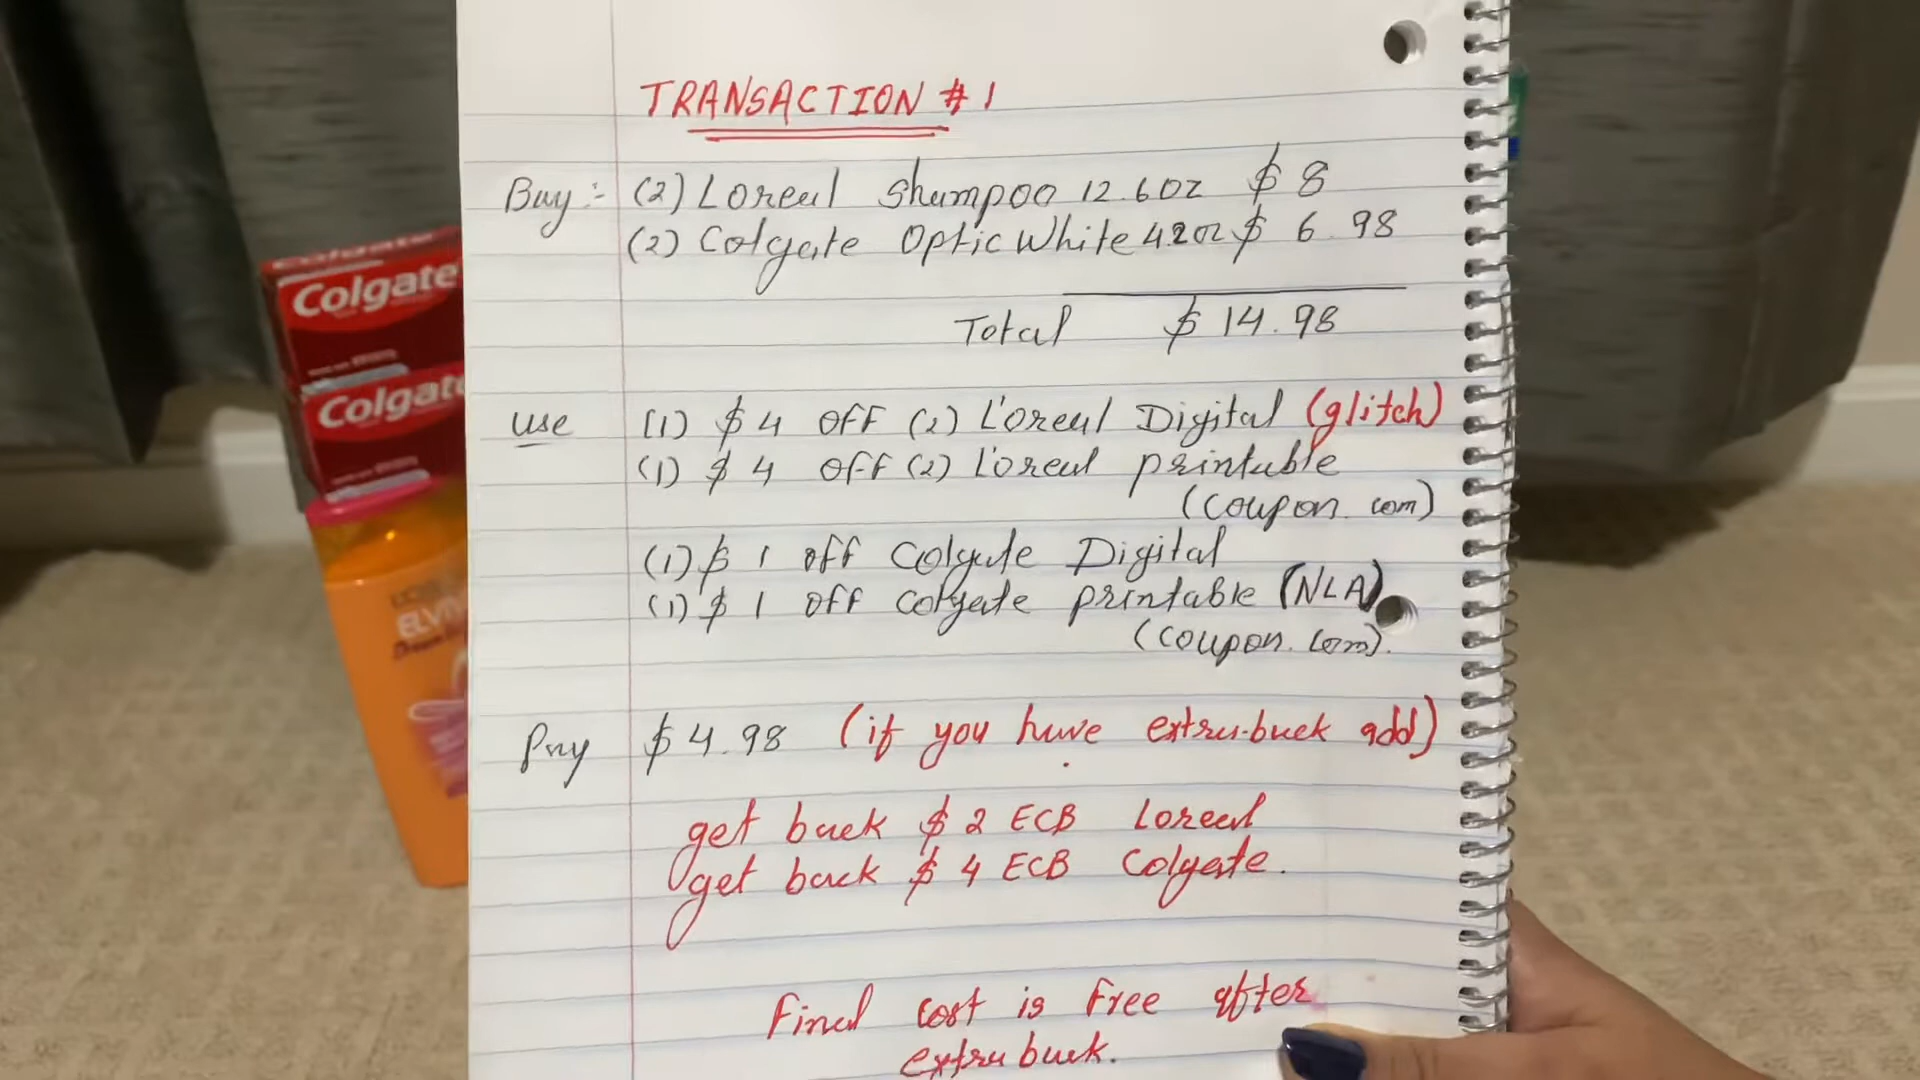 TRANSACTION #1
Buy:- (2) Loreal Shampoo 12.6oz $8
(2) Colgate Optic White 4.2oz $ 6.98
Total $ 14.98
use (1) $4 off (2) L'oreal Digital (glitch)
(1) $4 off (2) L'oreal printable
(coupon.com)
(1) $1 off Colgate Digital
(1) $1 off Colgate printable (NLA)
(coupon.com).
Pay $4.98 (if you have extra-buck add)
get back $2 ECB Loreal
get back $4 ECB Colgate.
Final cost is Free after
extra buck.
Colgate
Colgate
ELV